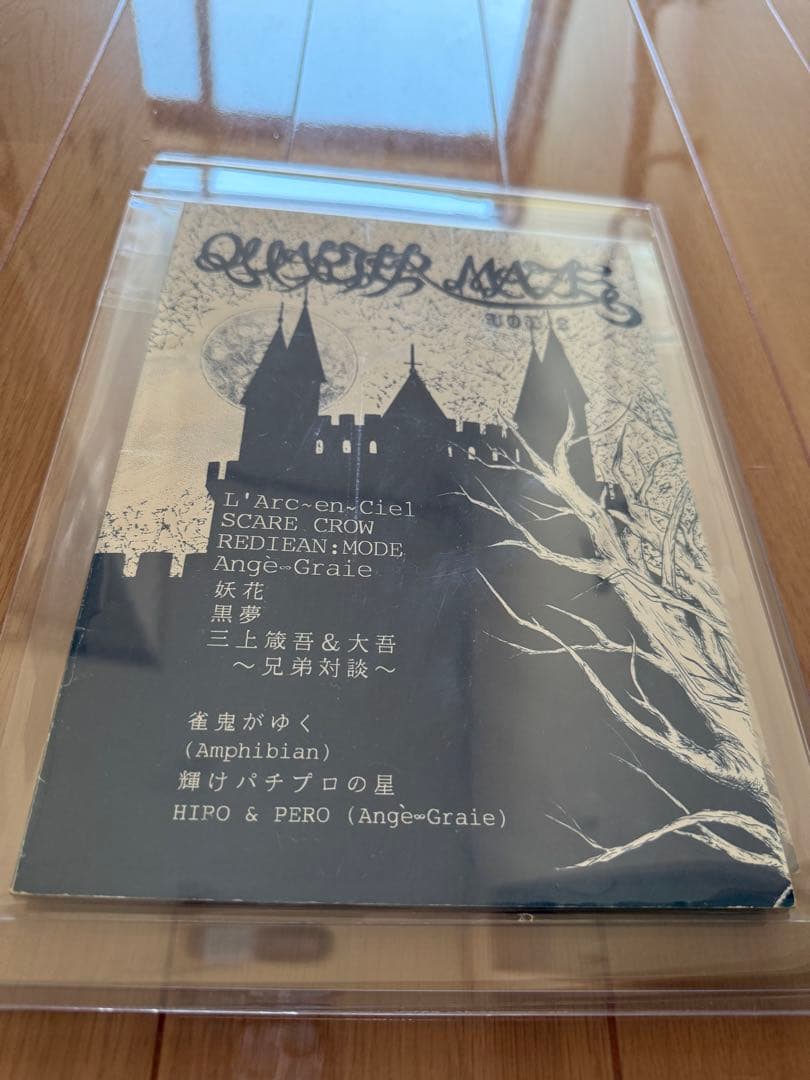 QUARTER MAZE
VOL.2
L'Arc~en~Ciel
SCARE CROW
REDIEAN:MODE
Angè∞Graie
妖花
黒夢
三上箴吾&大吾
～兄弟対談～
雀鬼がゆく
(Amphibian)
輝けパチプロの星
HIRO & PERO (Angè∞Graie)